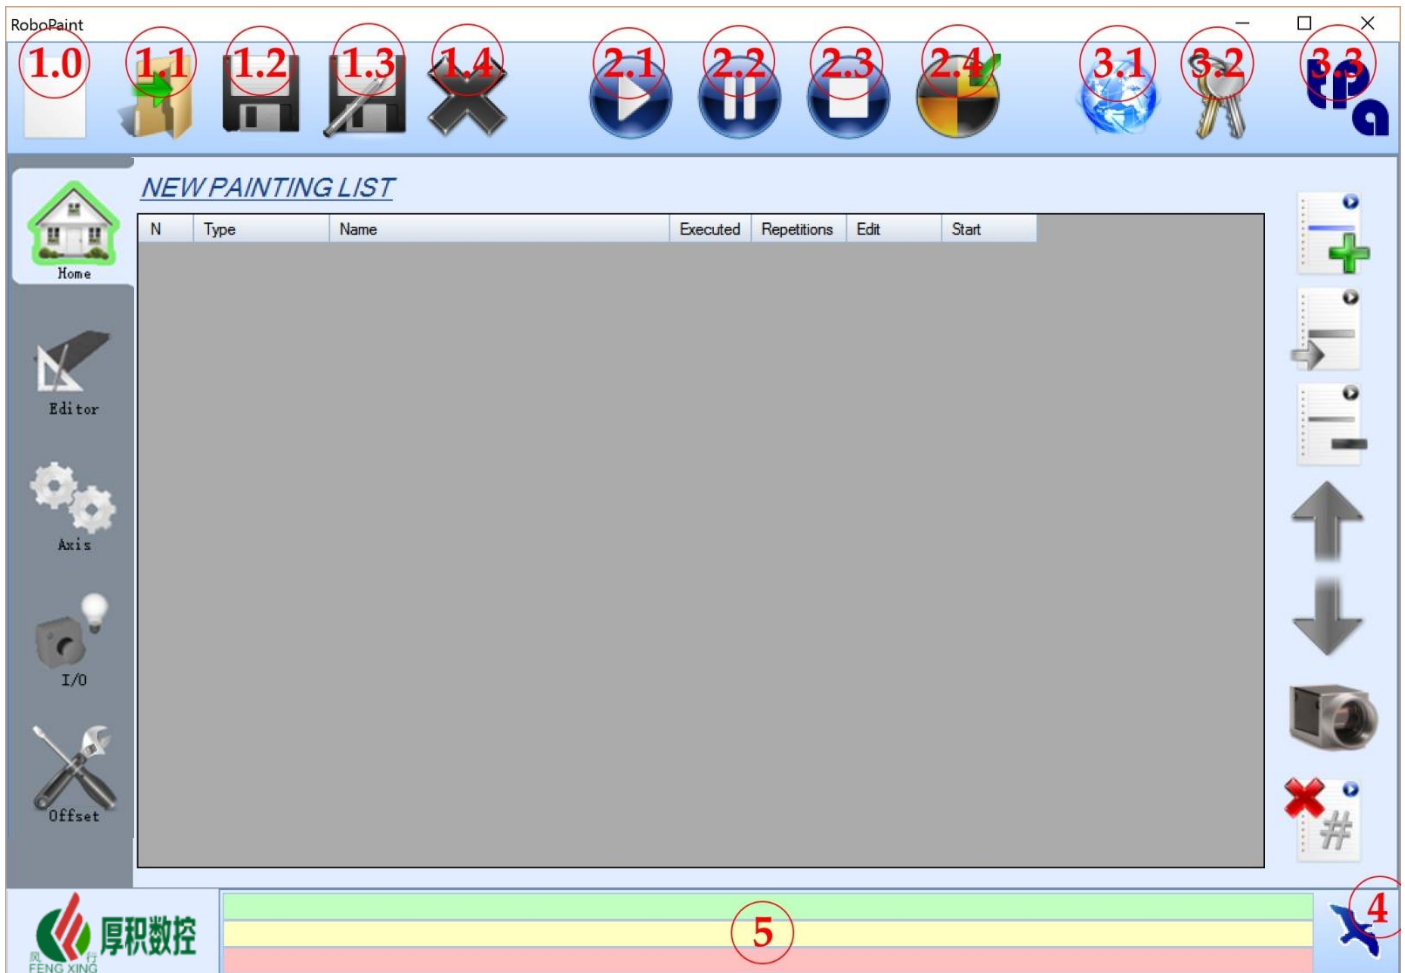 RoboPaint
1.0 1.1 1.2 1.3 1.4 2.1 2.2 2.3 2.4 3.1 3.2 3.3
tpa
NEW PAINTING LIST
N Type Name Executed Repetitions Edit Start
Home
Editor
Axis
I/O
Offset
#
4
厚积数控
5
风 行
FENG XING